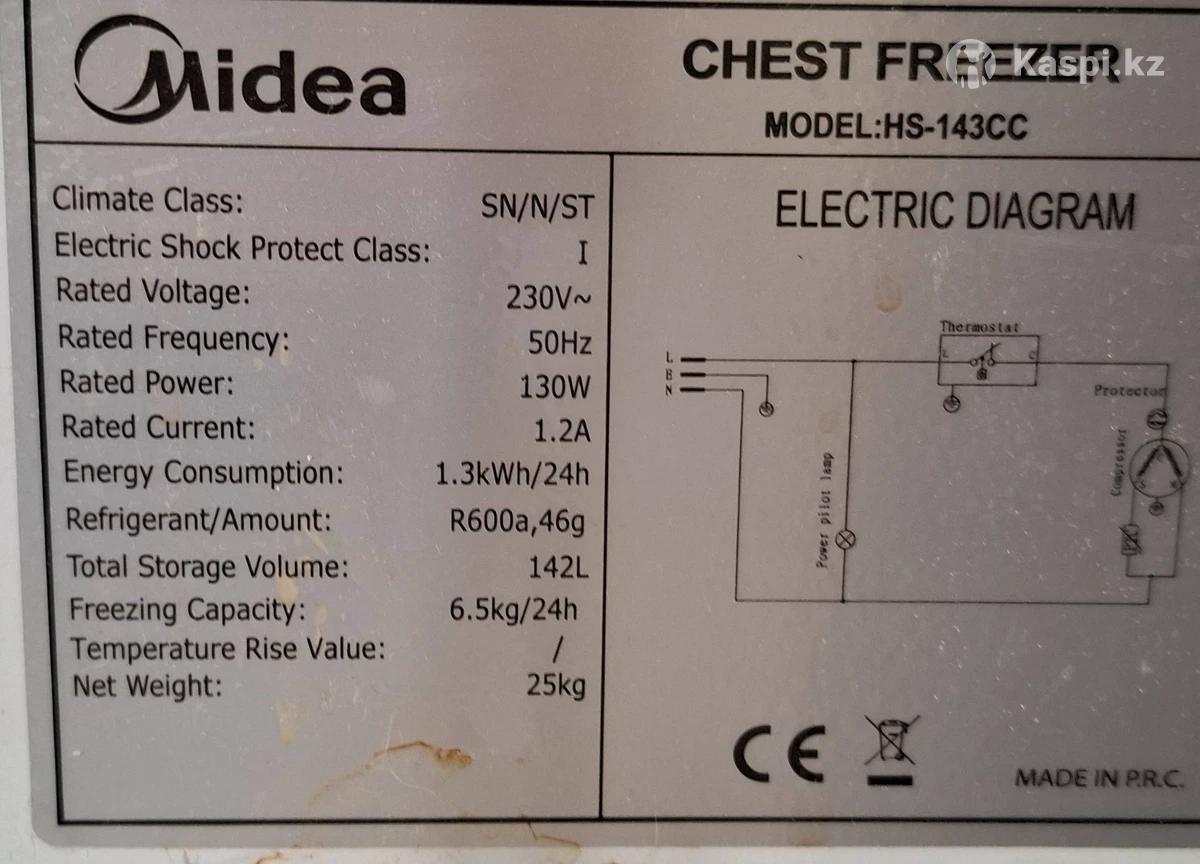 Midea
CHEST FREEZER
Kaspi.kz
MODEL:HS-143CC
Climate Class: SN/N/ST
Electric Shock Protect Class: I
Rated Voltage: 230V~
Rated Frequency: 50Hz
Rated Power: 130W
Rated Current: 1.2A
Energy Consumption: 1.3kWh/24h
Refrigerant/Amount: R600a,46g
Total Storage Volume: 142L
Freezing Capacity: 6.5kg/24h
Temperature Rise Value: /
Net Weight: 25kg
ELECTRIC DIAGRAM
Thermostat
L
L C
Protector
N
Compressor
Power pilot lamp
CE
MADE IN P.R.C.